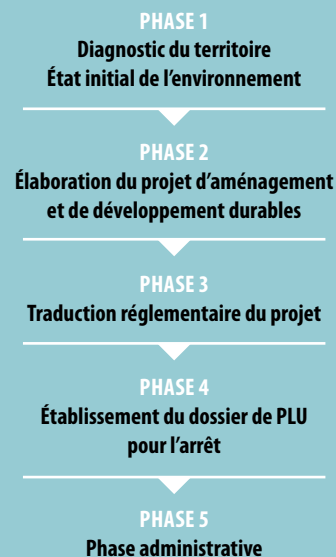 PHASE 1
Diagnostic du territoire
État initial de l’environnement
PHASE 2
Élaboration du projet d’aménagement
et de développement durables
PHASE 3
Traduction réglementaire du projet
PHASE 4
Établissement du dossier de PLU
pour l’arrêt
PHASE 5
Phase administrative